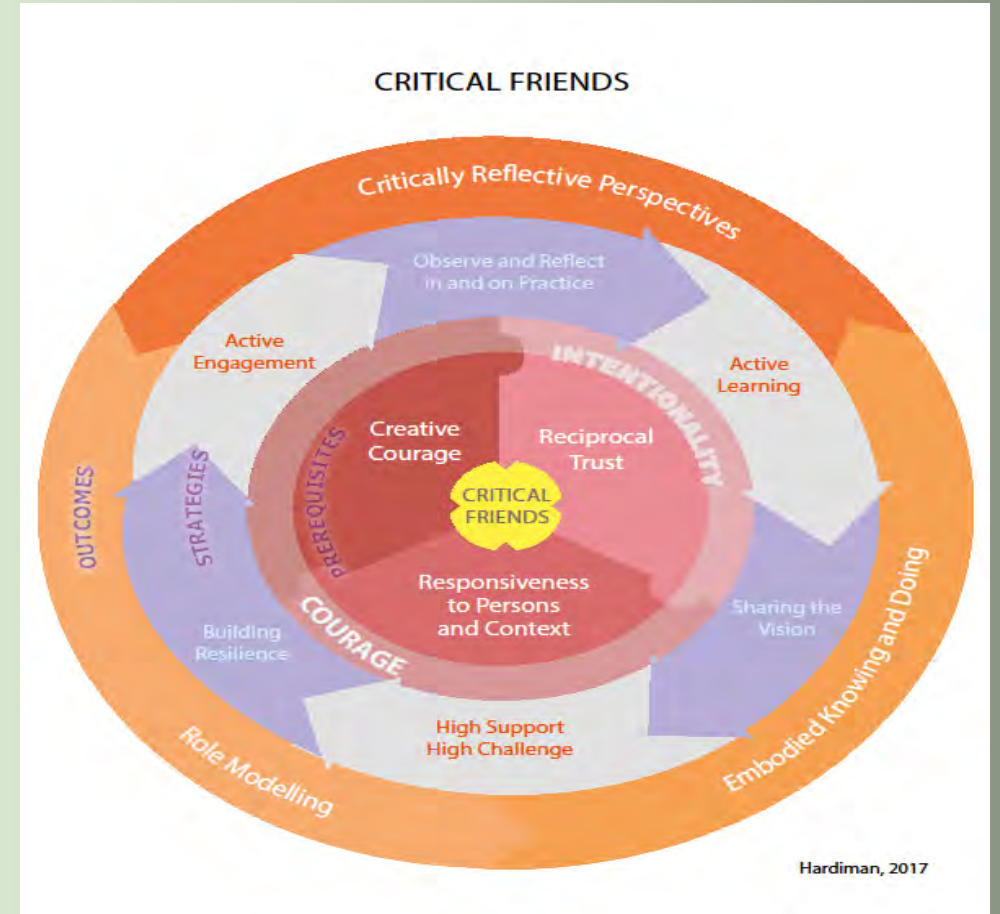 CRITICAL FRIENDS
Critically Reflective Perspectives
Observe and Reflect
in and on Practice
Active
Engagement
Active
Learning
INTENTIONALITY
Creative
Courage
Reciprocal
Trust
PREREQUISITES
STRATEGIES
OUTCOMES
CRITICAL
FRIENDS
Responsiveness
to Persons
and Context
COURAGE
Building
Resilience
Sharing the
Vision
High Support
High Challenge
Role Modelling
Embodied Knowing and Doing
Hardiman, 2017